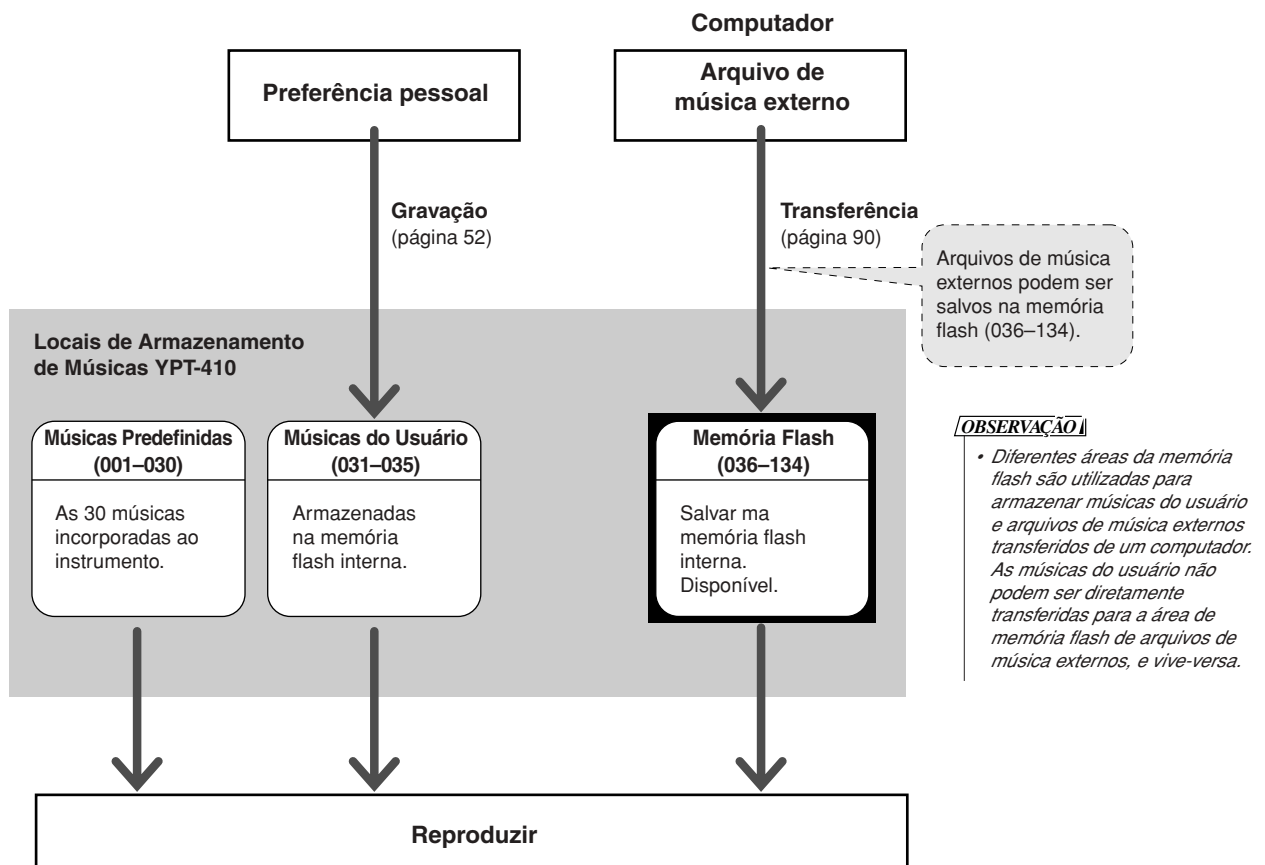 Computador
Preferência pessoal
Arquivo de
música externo
Gravação
(página 52)
Transferência
(página 90)
Arquivos de música
externos podem ser
salvos na memória
flash (036–134).
Locais de Armazenamento
de Músicas YPT-410
Músicas Predefinidas
(001–030)
As 30 músicas
incorporadas ao
instrumento.
Músicas do Usuário
(031–035)
Armazenadas
na memória
flash interna.
Memória Flash
(036–134)
Salvar ma
memória flash
interna.
Disponível.
OBSERVAÇÃO
• Diferentes áreas da memória
flash são utilizadas para
armazenar músicas do usuário
e arquivos de música externos
transferidos de um computador.
As músicas do usuário não
podem ser diretamente
transferidas para a área de
memória flash de arquivos de
música externos, e vive-versa.
Reproduzir